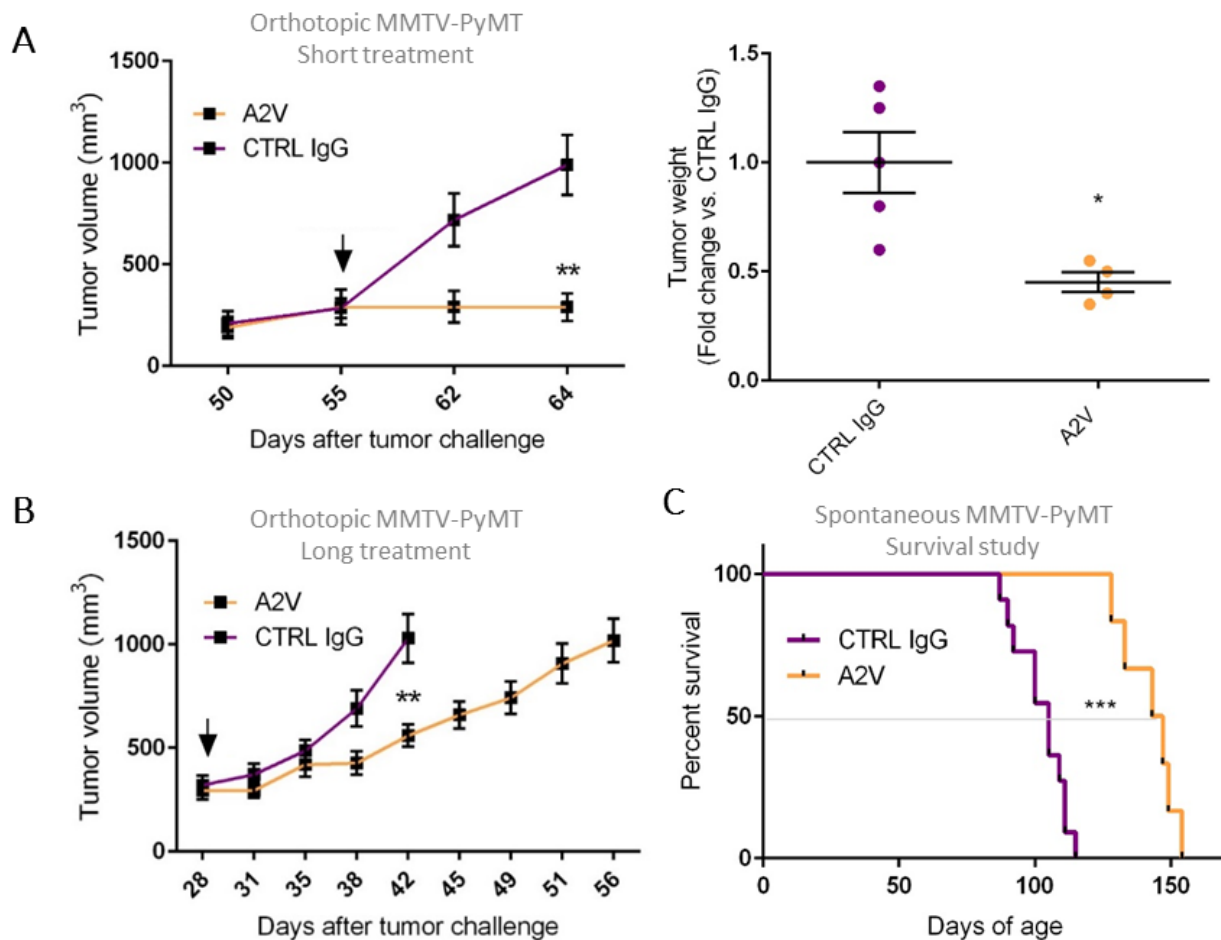 A
Orthotopic MMTV-PyMT
Short treatment
1500
1000
500
0
Tumor volume (mm³)
A2V
CTRL IgG
**
50 55 62 64
Days after tumor challenge
1.5
1.0
0.5
0.0
Tumor weight
(Fold change vs. CTRL IgG)
*
CTRL IgG
A2V
B
Orthotopic MMTV-PyMT
Long treatment
1500
1000
500
0
Tumor volume (mm³)
A2V
CTRL IgG
**
28 31 35 38 42 45 49 51 56
Days after tumor challenge
C
Spontaneous MMTV-PyMT
Survival study
100
50
0
Percent survival
CTRL IgG
A2V
***
0 50 100 150
Days of age